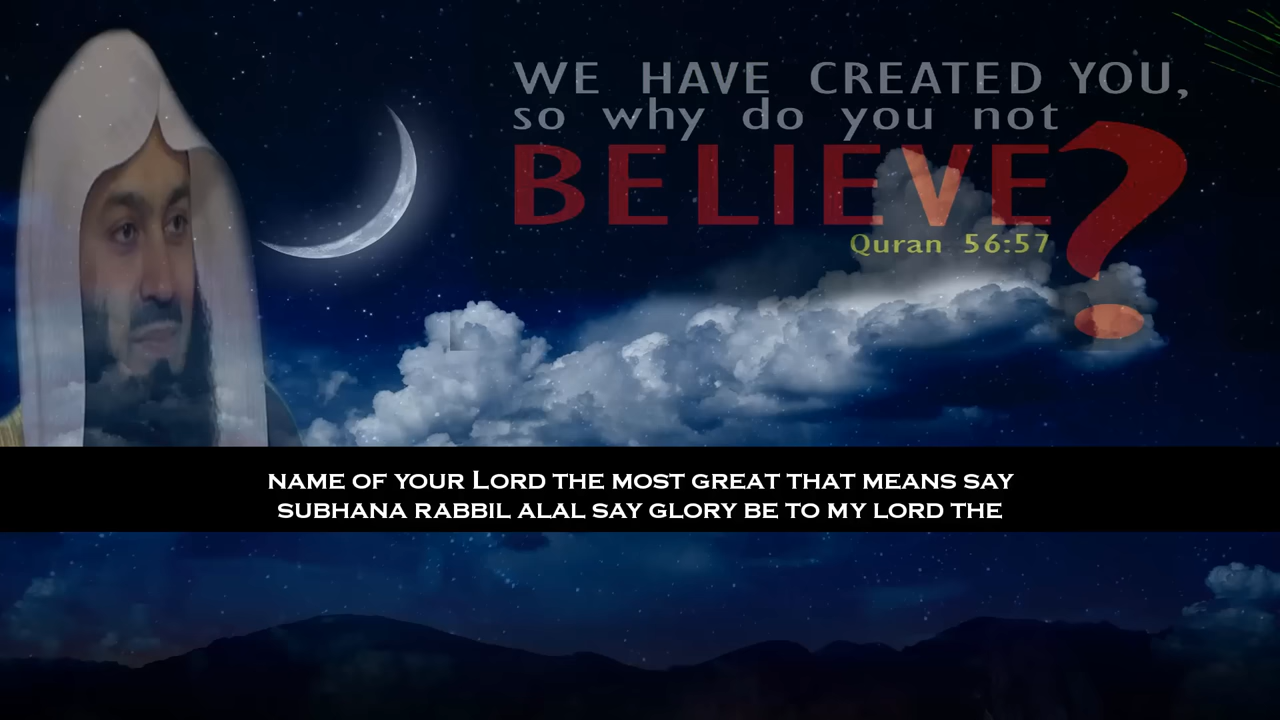 WE HAVE CREATED YOU,
so why do you not
BELIEVE?
Quran 56:57
NAME OF YOUR LORD THE MOST GREAT THAT MEANS SAY
SUBHANA RABBIL ALAL SAY GLORY BE TO MY LORD THE